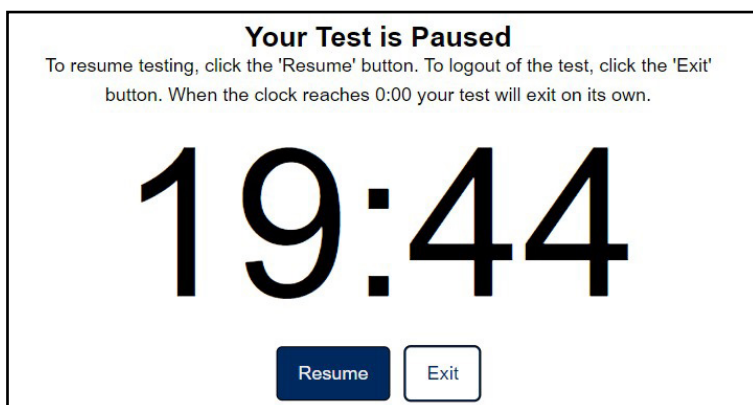 Your Test is Paused
To resume testing, click the 'Resume' button. To logout of the test, click the 'Exit'
button. When the clock reaches 0:00 your test will exit on its own.
19:44
Resume Exit